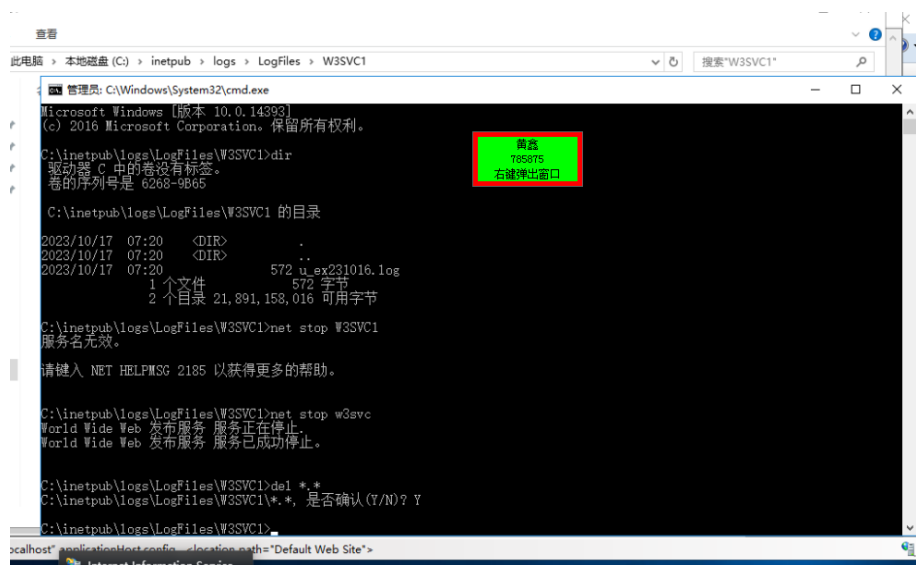 查看
此电脑 › 本地磁盘 (C:) › inetpub › logs › LogFiles › W3SVC1
搜索"W3SVC1"
管理员: C:\Windows\System32\cmd.exe
Microsoft Windows [版本 10.0.14393]
(c) 2016 Microsoft Corporation。保留所有权利。
黄鑫
785875
右键弹出窗口
C:\inetpub\logs\LogFiles\W3SVC1>dir
驱动器 C 中的卷没有标签。
卷的序列号是 6268-9B65
C:\inetpub\logs\LogFiles\W3SVC1 的目录
2023/10/17  07:20    <DIR>          .
2023/10/17  07:20    <DIR>          ..
2023/10/17  07:20               572 u_ex231016.log
1 个文件            572 字节
2 个目录 21,891,158,016 可用字节
C:\inetpub\logs\LogFiles\W3SVC1>net stop W3SVC1
服务名无效。
请键入 NET HELPMSG 2185 以获得更多的帮助。
C:\inetpub\logs\LogFiles\W3SVC1>net stop w3svc
World Wide Web 发布服务 服务正在停止.
World Wide Web 发布服务 服务已成功停止。
C:\inetpub\logs\LogFiles\W3SVC1>del *.*
C:\inetpub\logs\LogFiles\W3SVC1\*.*, 是否确认(Y/N)? Y
C:\inetpub\logs\LogFiles\W3SVC1>
ocalhost" applicationHost.config <location path="Default Web Site">
Internet Information Service